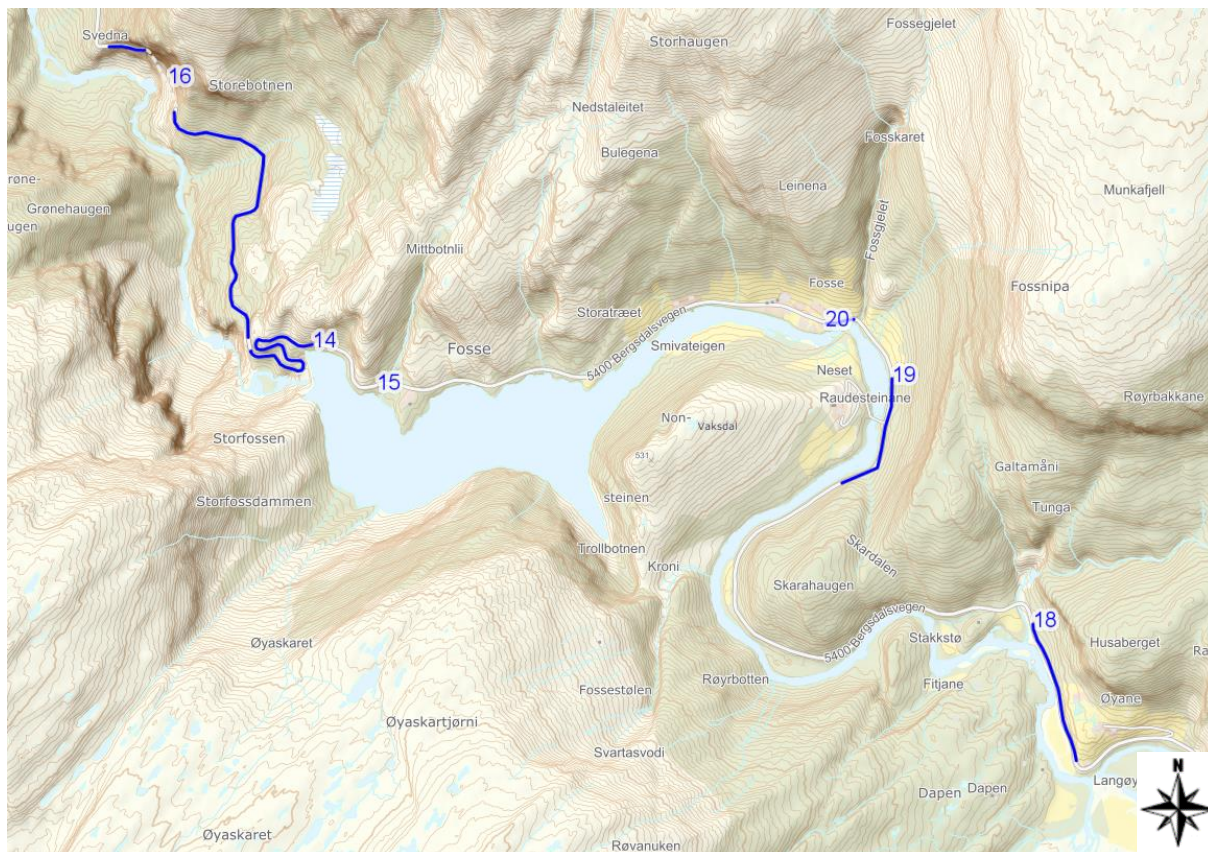 Fossegjelet
Svedna
Storhaugen
16
Storebotnen
Nedstaleitet
Fosskaret
Bulegena
Leinena
Munkafjell
Grønehaugen
Fossgjelet
Mittbotnlii
Fosse
Fossnipa
Storatræet
14
Fosse
20
5400 Bergsdalsvegen
Smivateigen
15
Neset
19
Raudesteinane
Røyrbakkane
Non-
Vaksdal
Storfossen
531
Galtamåni
steinen
Storfossdammen
Tunga
Trollbotnen
Skardalen
Kroni
Skarahaugen
18
5400 Bergsdalsvegen
Øyaskaret
Stakkstø
Husaberget
Røyrbotten
Fitjane
Fossestølen
Øyane
Øyaskartjørni
Svartasvodi
N
Langøy
Dapen
Dapen
Øyaskaret
Røvanuken